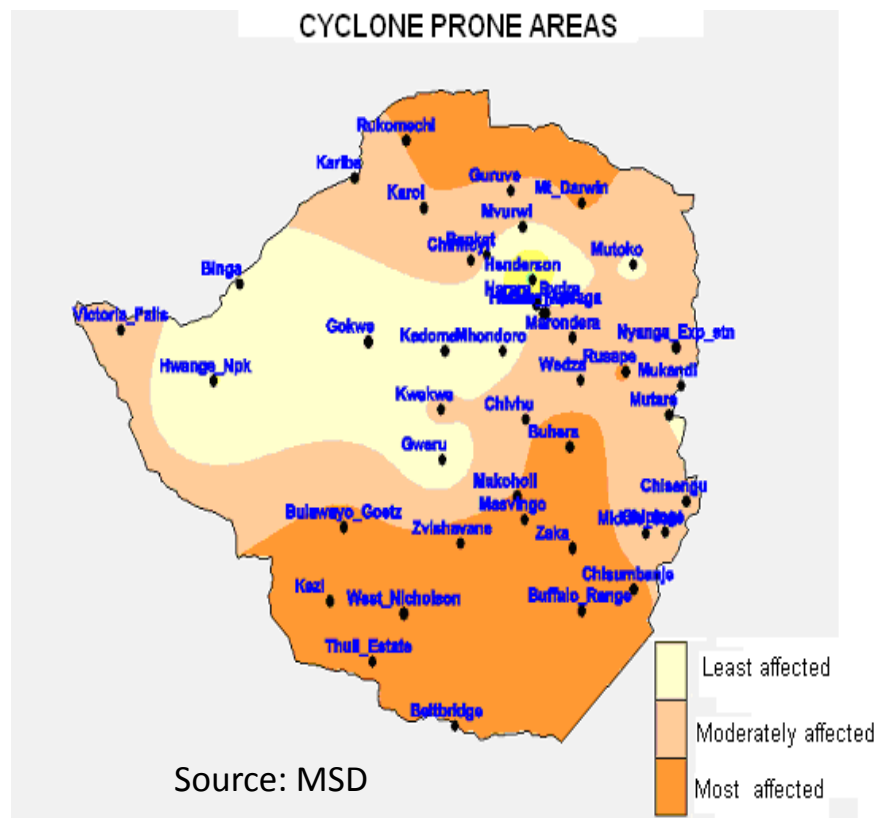 CYCLONE PRONE AREAS
Rukomechi
Kariba
Guruve
Mt_Darwin
Karoi
Mvurwi
Mutoko
Henderson
Binga
Victoria_Falls
Gokwe
Kadoma
Mhondoro
Marondera
Nyanga_Exp_stn
Hwange_Npk
Wedza
Rusape
Mukandi
Kwekwe
Chivhu
Mutare
Buhera
Gweru
Makoholi
Masvingo
Chisengu
Bulawayo_Goetz
Zvishavane
Zaka
Chisumbanje
Kezi
West_Nicholson
Buffalo_Range
Thuli_Estate
Beitbridge
Least affected
Moderately affected
Most affected
Source: MSD